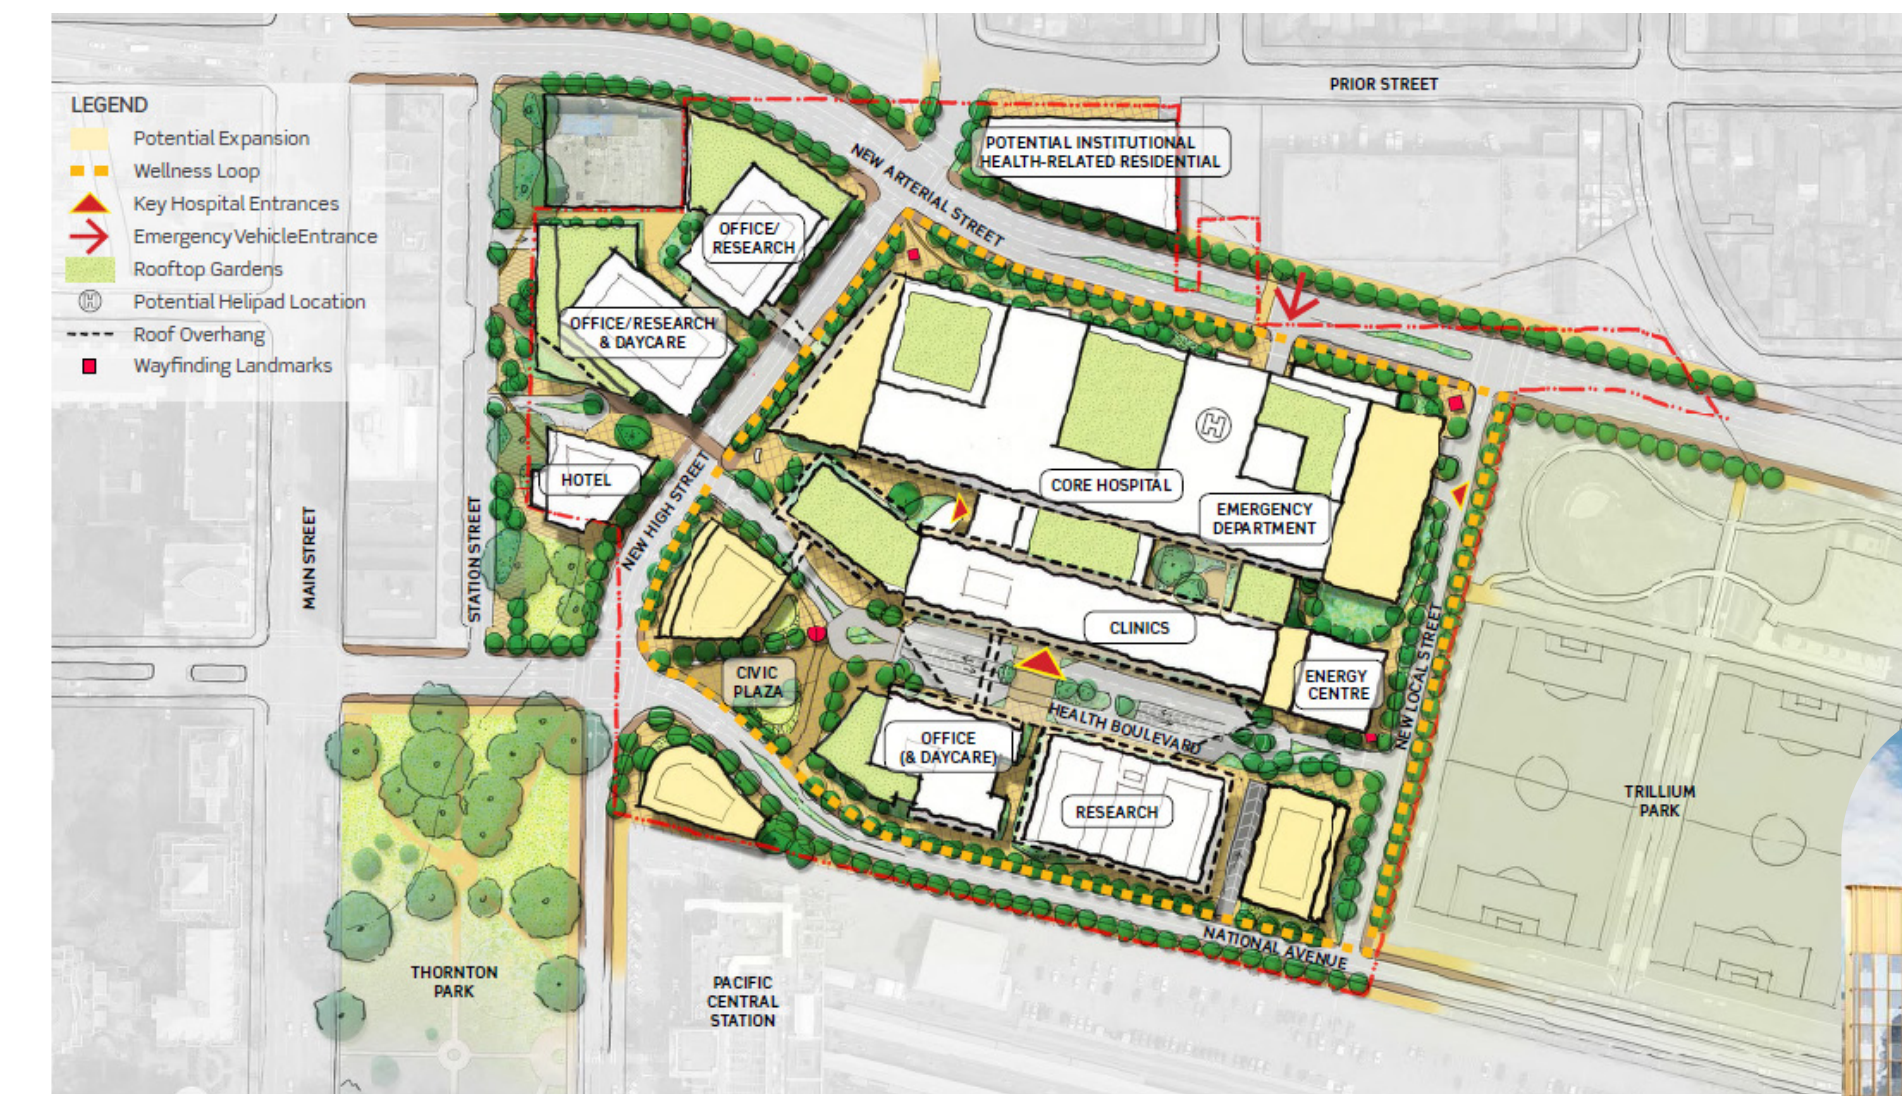 LEGEND
Potential Expansion
Wellness Loop
Key Hospital Entrances
EmergencyVehicleEntrance
Rooftop Gardens
H
Potential Helipad Location
Roof Overhang
Wayfinding Landmarks
PRIOR STREET
POTENTIAL INSTITUTIONAL
HEALTH-RELATED RESIDENTIAL
NEW ARTERIAL STREET
OFFICE/
RESEARCH
OFFICE/RESEARCH
& DAYCARE
H
HOTEL
CORE HOSPITAL
EMERGENCY
DEPARTMENT
MAIN STREET
STATION STREET
NEW HIGH STREET
CLINICS
CIVIC
PLAZA
ENERGY
CENTRE
NEW LOCAL STREET
HEALTH BOULEVARD
OFFICE
(& DAYCARE)
RESEARCH
TRILLIUM
PARK
NATIONAL AVENUE
THORNTON
PARK
PACIFIC
CENTRAL
STATION